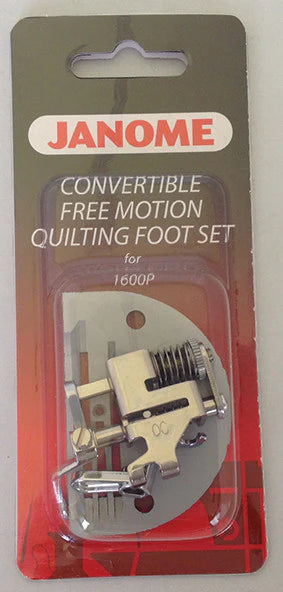 JANOME
CONVERTIBLE
FREE MOTION
QUILTING FOOT SET
for
1600P